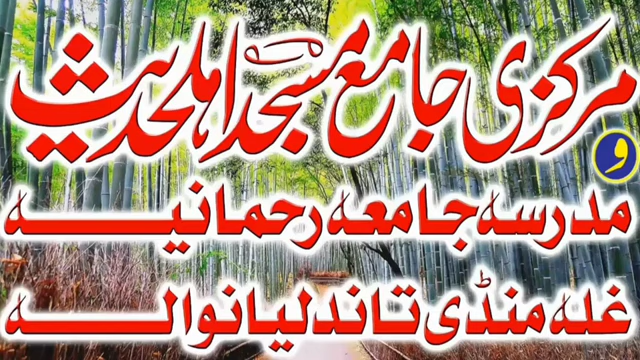 مرکزی جامع مسجد اہلحدیث
و
مدرسہ جامعہ رحمانیہ
غلہ منڈی تاندلیانوالہ